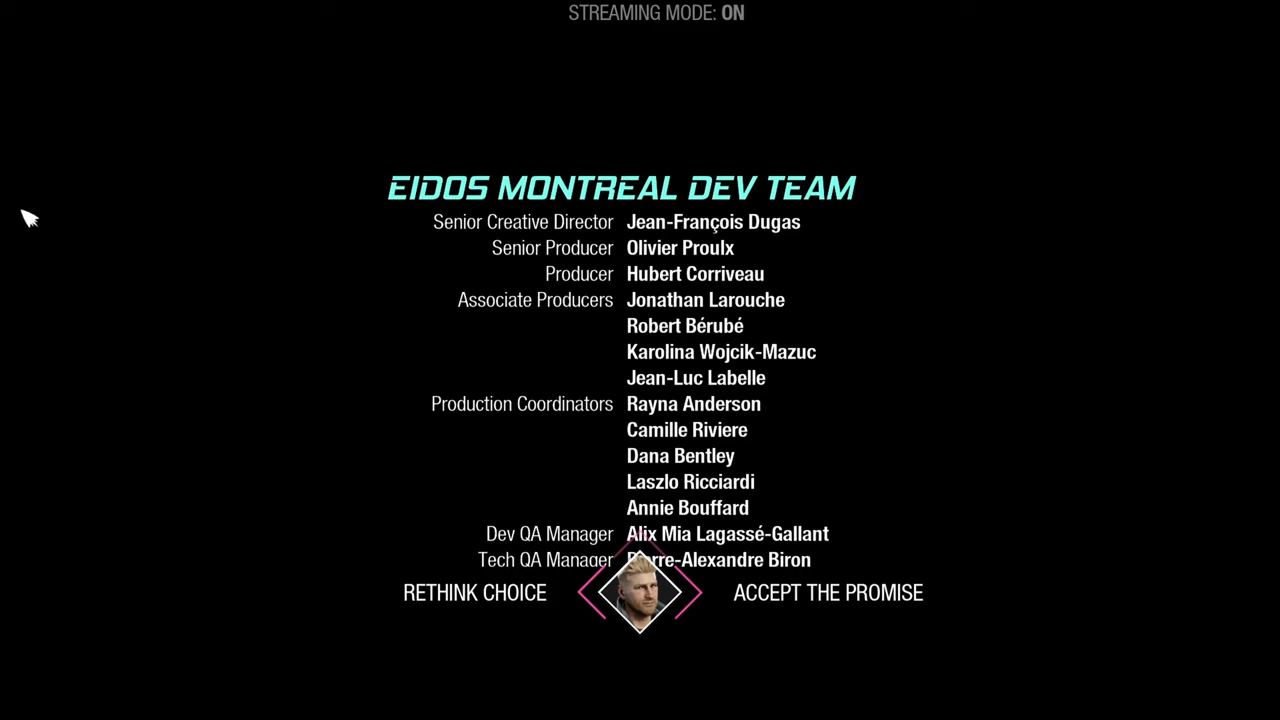 STREAMING MODE: ON
EIDOS MONTREAL DEV TEAM
Senior Creative Director Jean-François Dugas
Senior Producer Olivier Proulx
Producer Hubert Corriveau
Associate Producers Jonathan Larouche
Robert Bérubé
Karolina Wojcik-Mazuc
Jean-Luc Labelle
Production Coordinators Rayna Anderson
Camille Riviere
Dana Bentley
Laszlo Ricciardi
Annie Bouffard
Dev QA Manager Alix Mia Lagassé-Gallant
Tech QA Manager Pierre-Alexandre Biron
RETHINK CHOICE ACCEPT THE PROMISE